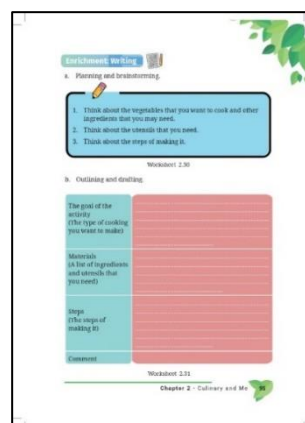 Enrichment: Writing
a. Planning and brainstorming.
1. Think about the vegetables that you want to cook and other
ingredients that you may need.
2. Think about the utensils that you need.
3. Think about the steps of making it.
Worksheet 2.30
b. Outlining and drafting.
The goal of the
activity
(The type of cooking
you want to make)
Materials
(A list of ingredients
and utensils that
you need)
Steps
(The steps of
making it)
Comment
Worksheet 2.31
Chapter 2 - Culinary and Me